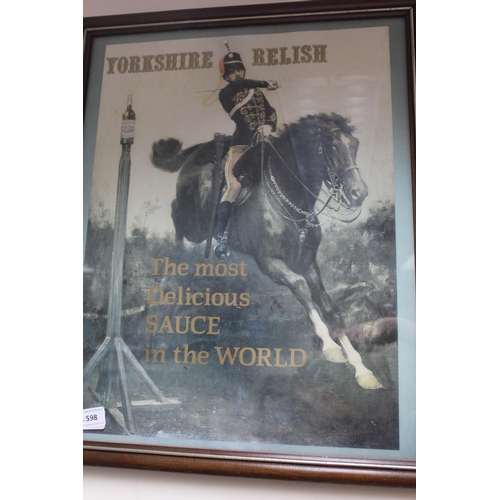 YORKSHIRE RELISH
The most
Delicious
SAUCE
in the WORLD
598